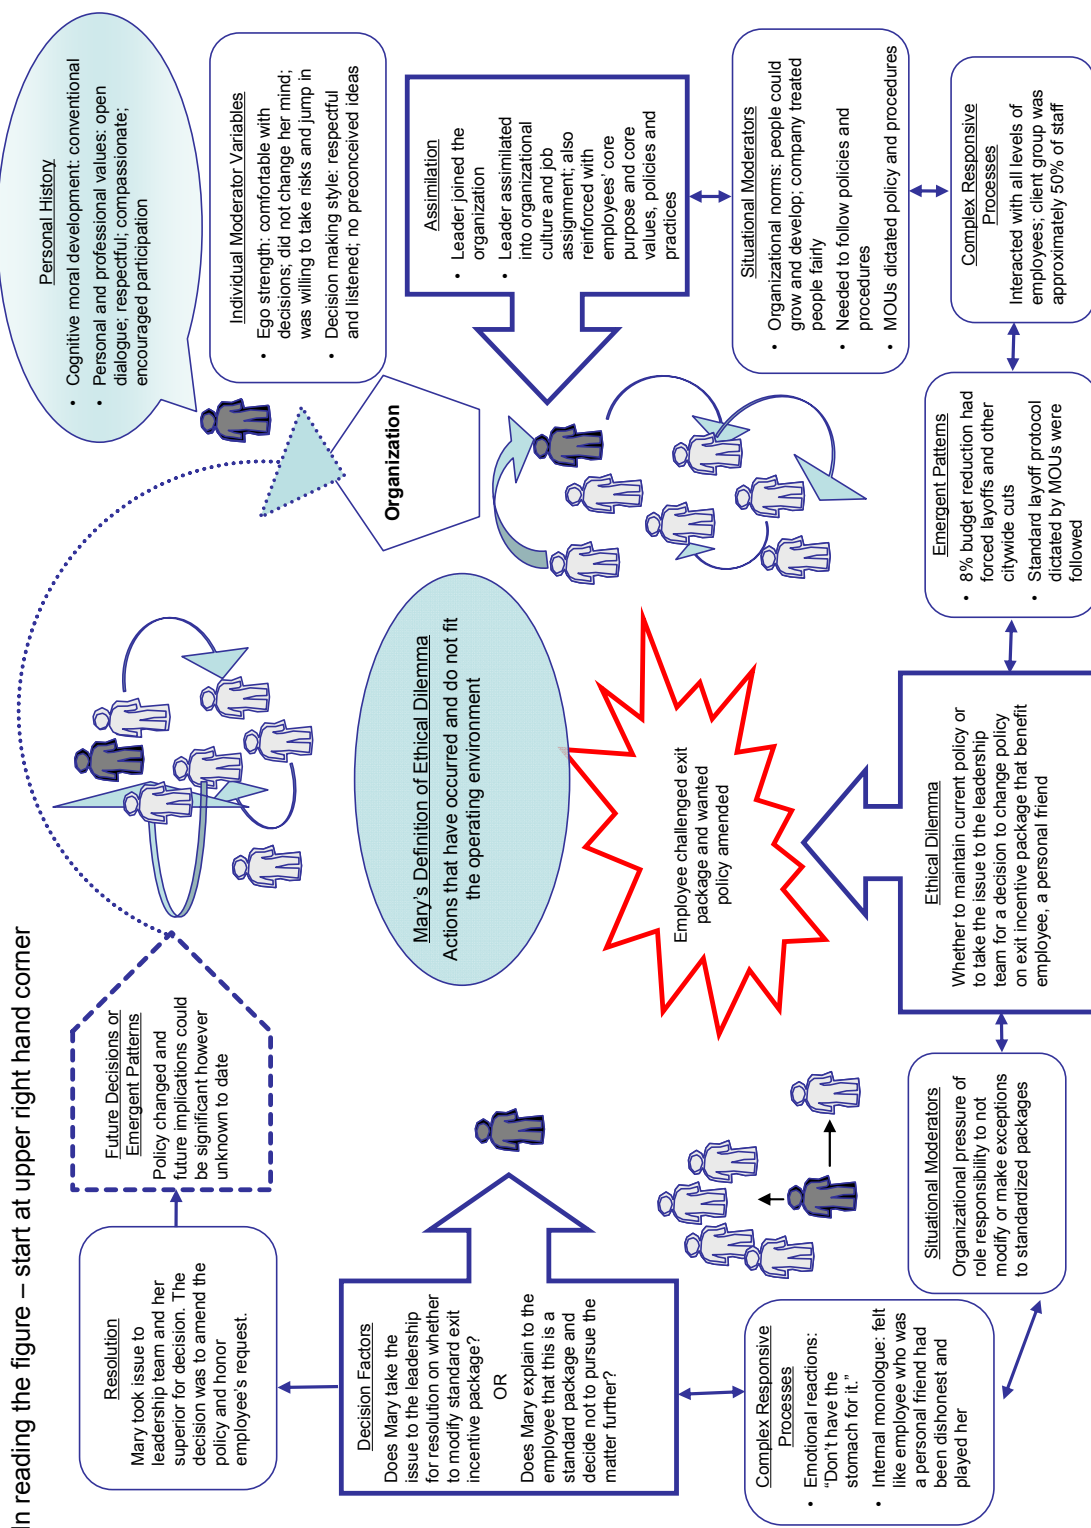 In reading the figure – start at upper right hand corner
Personal History
• Cognitive moral development: conventional
• Personal and professional values: open
dialogue; respectful; compassionate;
encouraged participation
Individual Moderator Variables
• Ego strength: comfortable with
decisions; did not change her mind;
was willing to take risks and jump in
• Decision making style: respectful
and listened; no preconceived ideas
Organization
Assimilation
• Leader joined the
organization
• Leader assimilated
into organizational
culture and job
assignment; also
reinforced with
employees' core
purpose and core
values, policies and
practices
Situational Moderators
• Organizational norms: people could
grow and develop; company treated
people fairly
• Needed to follow policies and
procedures
• MOUs dictated policy and procedures
Complex Responsive
Processes
Interacted with all levels of
employees; client group was
approximately 50% of staff
Emergent Patterns
• 8% budget reduction had
forced layoffs and other
citywide cuts
• Standard layoff protocol
dictated by MOUs were
followed
Mary's Definition of Ethical Dilemma
Actions that have occurred and do not fit
the operating environment
Employee challenged exit
package and wanted
policy amended
Ethical Dilemma
Whether to maintain current policy or
to take the issue to the leadership
team for a decision to change policy
on exit incentive package that benefit
employee, a personal friend
Situational Moderators
Organizational pressure of
role responsibility to not
modify or make exceptions
to standardized packages
Complex Responsive
Processes
• Emotional reactions:
"Don't have the
stomach for it."
• Internal monologue: felt
like employee who was
a personal friend had
been dishonest and
played her
Decision Factors
Does Mary take the
issue to the leadership
for resolution on whether
to modify standard exit
incentive package?
OR
Does Mary explain to the
employee that this is a
standard package and
decide not to pursue the
matter further?
Resolution
Mary took issue to
leadership team and her
superior for decision. The
decision was to amend the
policy and honor
employee's request.
Future Decisions or
Emergent Patterns
Policy changed and
future implications could
be significant however
unknown to date